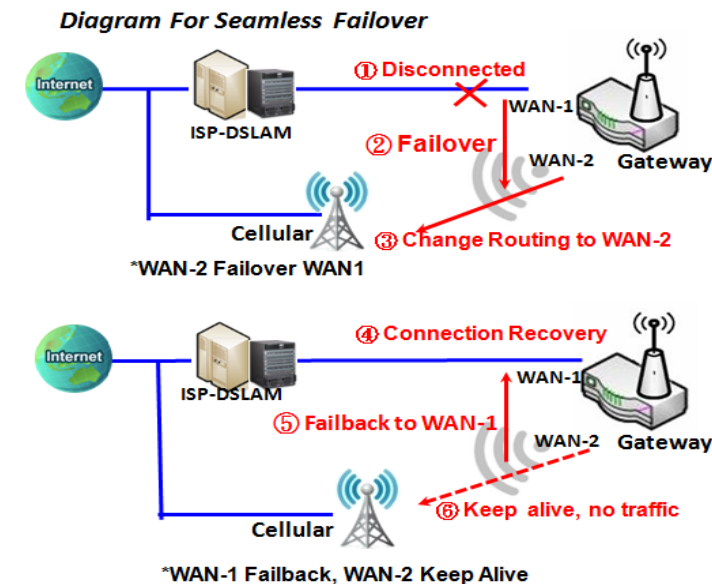 Diagram For Seamless Failover
Internet
① Disconnected
ISP-DSLAM
WAN-1
② Failover
WAN-2
Gateway
Cellular
③ Change Routing to WAN-2
*WAN-2 Failover WAN1
④ Connection Recovery
Internet
WAN-1
ISP-DSLAM
⑤ Failback to WAN-1
WAN-2
Gateway
⑥ Keep alive, no traffic
Cellular
*WAN-1 Failback, WAN-2 Keep Alive